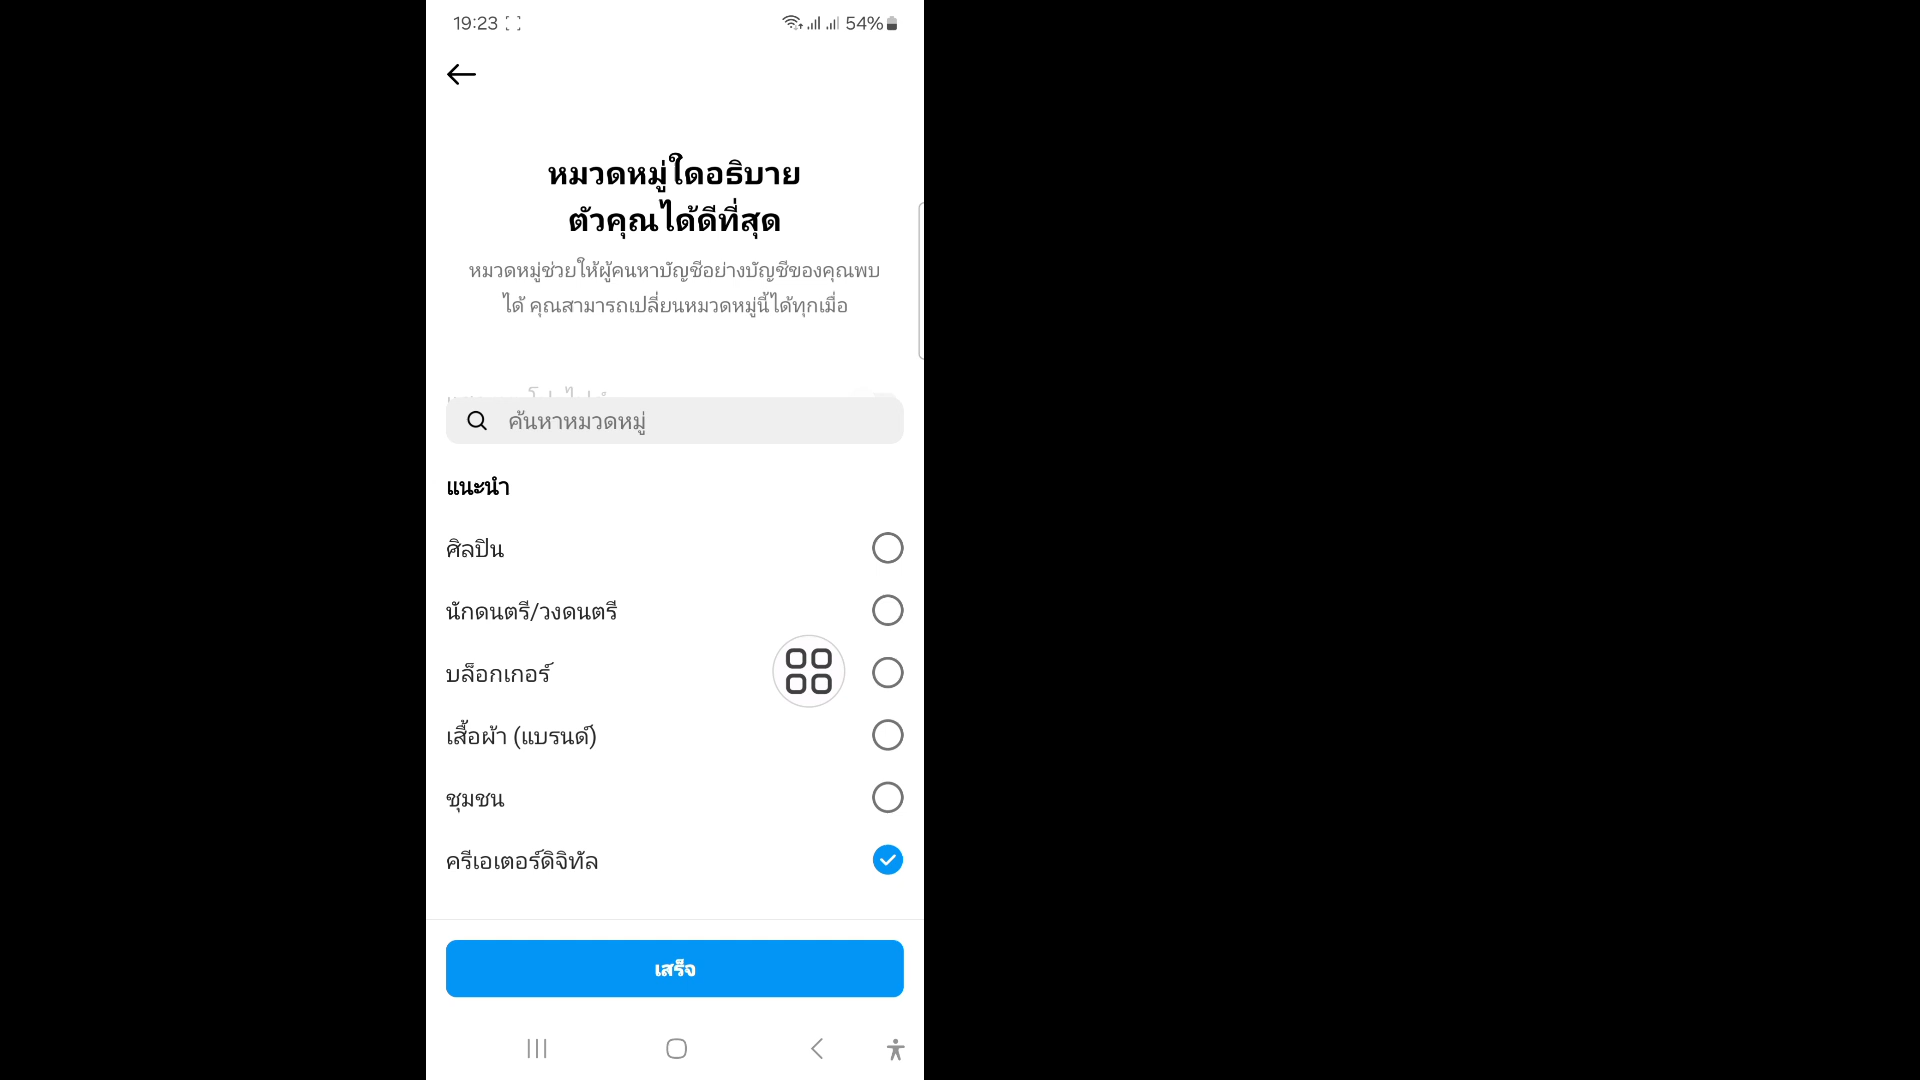 19:23
54%
หมวดหมู่ใดอธิบาย
ตัวคุณได้ดีที่สุด
หมวดหมู่ช่วยให้ผู้คนหาบัญชีอย่างบัญชีของคุณพบ
ได้ คุณสามารถเปลี่ยนหมวดหมู่นี้ได้ทุกเมื่อ
ค้นหาหมวดหมู่
แนะนำ
ศิลปิน
นักดนตรี/วงดนตรี
บล็อกเกอร์
เสื้อผ้า (แบรนด์)
ชุมชน
ครีเอเตอร์ดิจิทัล
เสร็จ